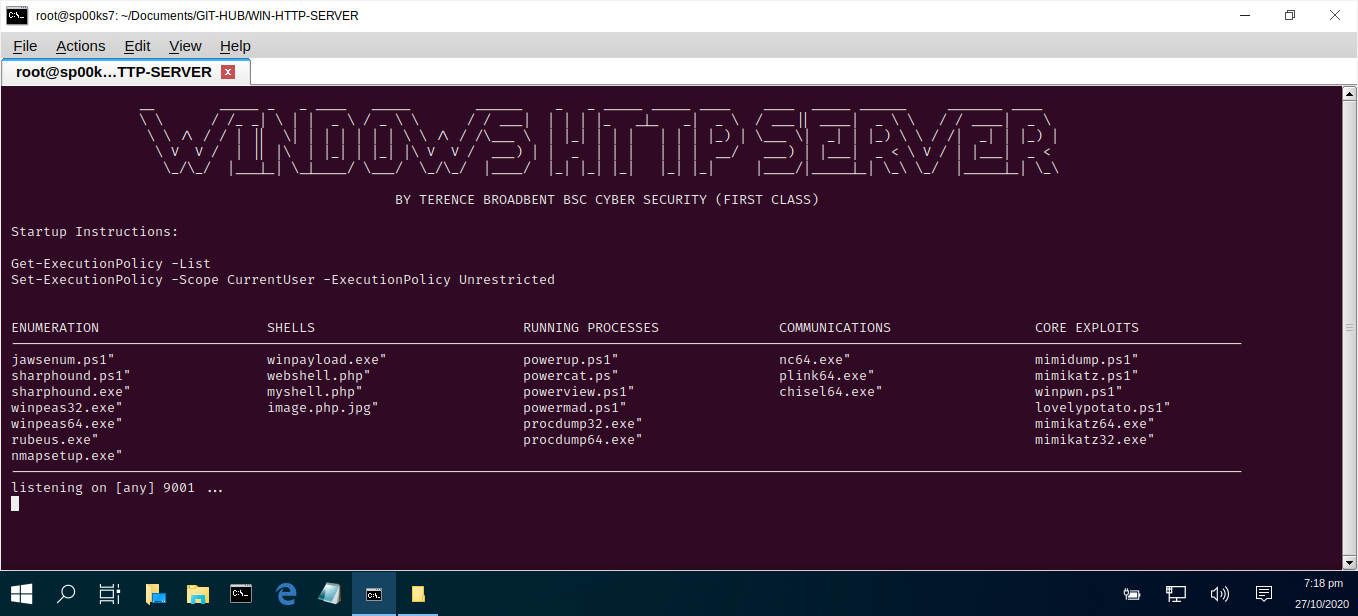 root@sp00ks7: ~/Documents/GIT-HUB/WIN-HTTP-SERVER
File Actions Edit View Help
root@sp00k...TTP-SERVER x
WINDOWS HTTP SERVER
BY TERENCE BROADBENT BSC CYBER SECURITY (FIRST CLASS)
Startup Instructions:
Get-ExecutionPolicy -List
Set-ExecutionPolicy -Scope CurrentUser -ExecutionPolicy Unrestricted
ENUMERATION SHELLS RUNNING PROCESSES COMMUNICATIONS CORE EXPLOITS
jawsenum.ps1" winpayload.exe" powerup.ps1" nc64.exe" mimidump.ps1"
sharphound.ps1" webshell.php" powercat.ps" plink64.exe" mimikatz.ps1"
sharphound.exe" myshell.php" powerview.ps1" chisel64.exe" winpwn.ps1"
winpeas32.exe" image.php.jpg" powermad.ps1" lovelypotato.ps1"
winpeas64.exe" procdump32.exe" mimikatz64.exe"
rubeus.exe" procdump64.exe" mimikatz32.exe"
nmapsetup.exe"
listening on [any] 9001 ...
7:18 pm
27/10/2020